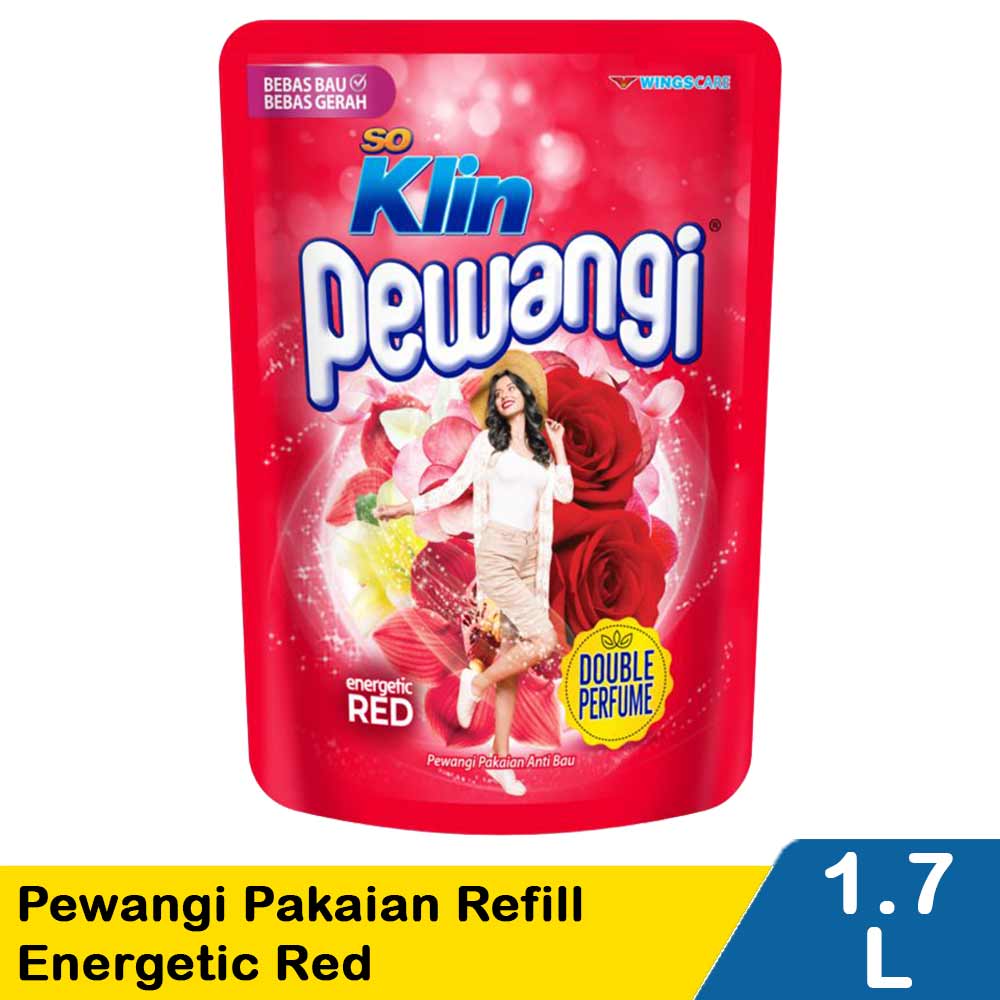 BEBAS BAU
BEBAS GERAH
WINGSCARE
SO
Klin
Pewangi®
energetic
RED
DOUBLE
PERFUME
Pewangi Pakaian Anti Bau
Pewangi Pakaian Refill
Energetic Red
1.7
L